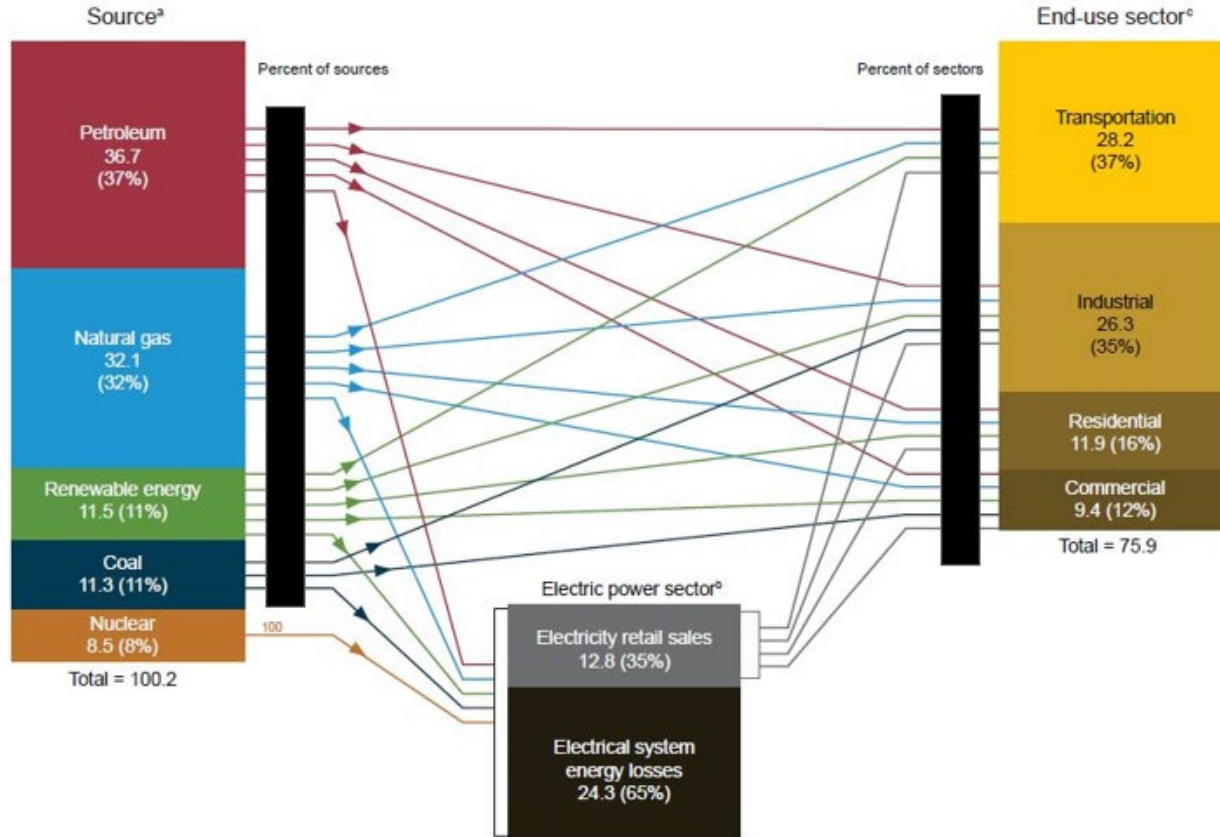 Sourceᵃ
End-use sectorᶜ
Percent of sources
Percent of sectors
Petroleum
36.7
(37%)
Natural gas
32.1
(32%)
Renewable energy
11.5 (11%)
Coal
11.3 (11%)
Nuclear
8.5 (8%)
Total = 100.2
100
Electric power sectorᵇ
Electricity retail sales
12.8 (35%)
Electrical system
energy losses
24.3 (65%)
Transportation
28.2
(37%)
Industrial
26.3
(35%)
Residential
11.9 (16%)
Commercial
9.4 (12%)
Total = 75.9